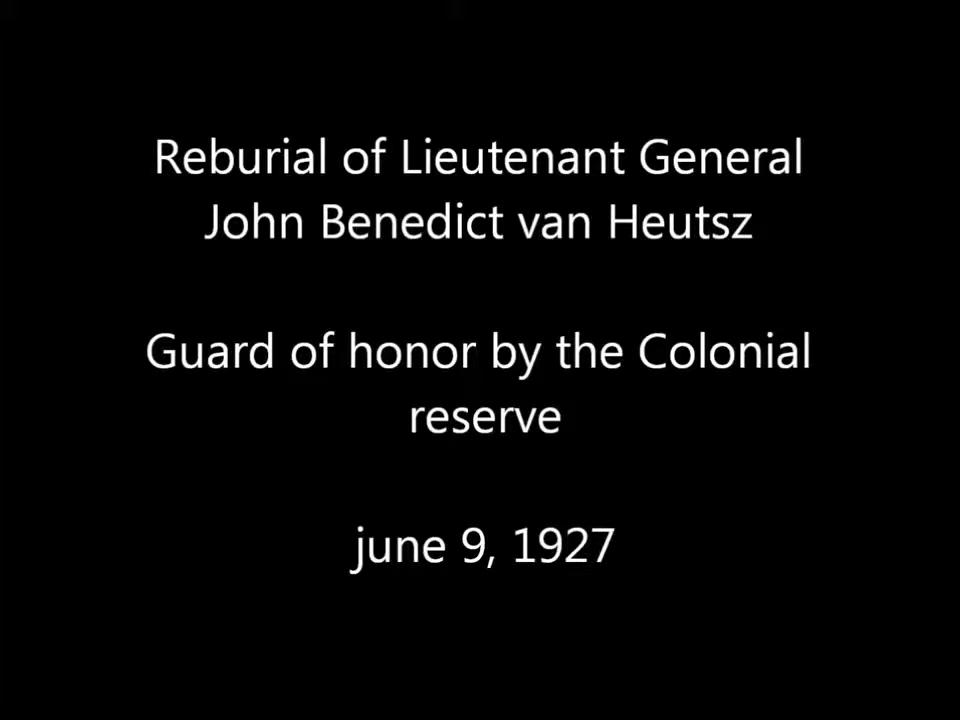 Reburial of Lieutenant General
John Benedict van Heutsz
Guard of honor by the Colonial
reserve
june 9, 1927